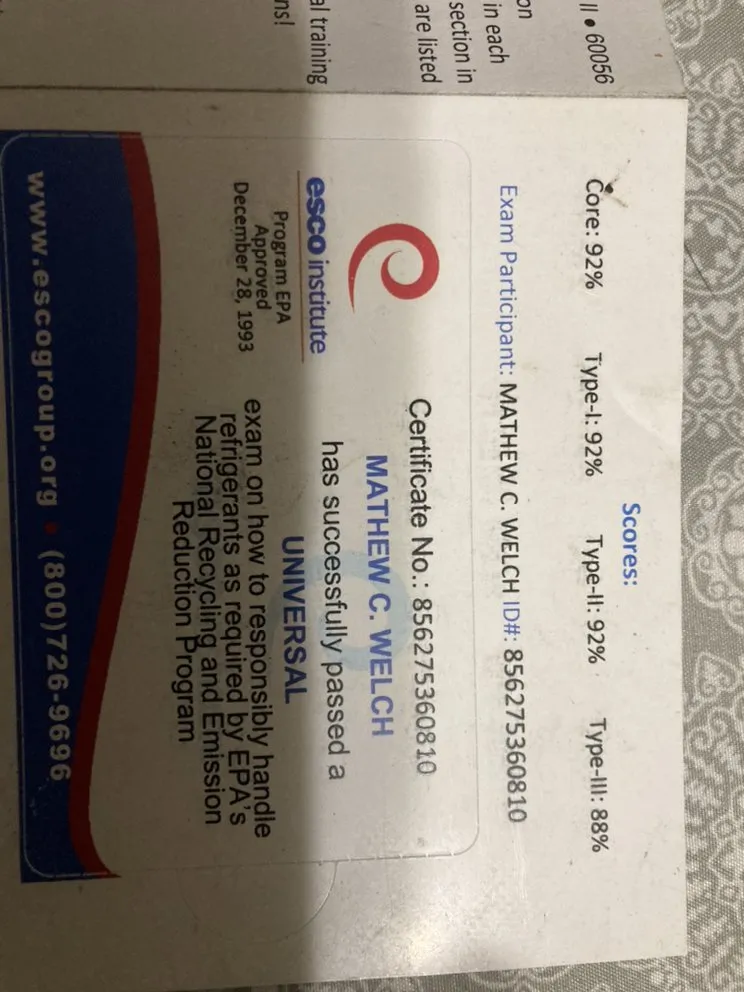 ll • 60056
on
in each
section in
are listed
al training
ns!
Scores:
Core: 92% Type-I: 92% Type-II: 92% Type-III: 88%
Exam Participant: MATHEW C. WELCH ID#: 856275360810
esco institute
Program EPA
Approved
December 28, 1993
Certificate No.: 856275360810
MATHEW C. WELCH
has successfully passed a
UNIVERSAL
exam on how to responsibly handle
refrigerants as required by EPA's
National Recycling and Emission
Reduction Program
www.escogroup.org • (800)726-9696